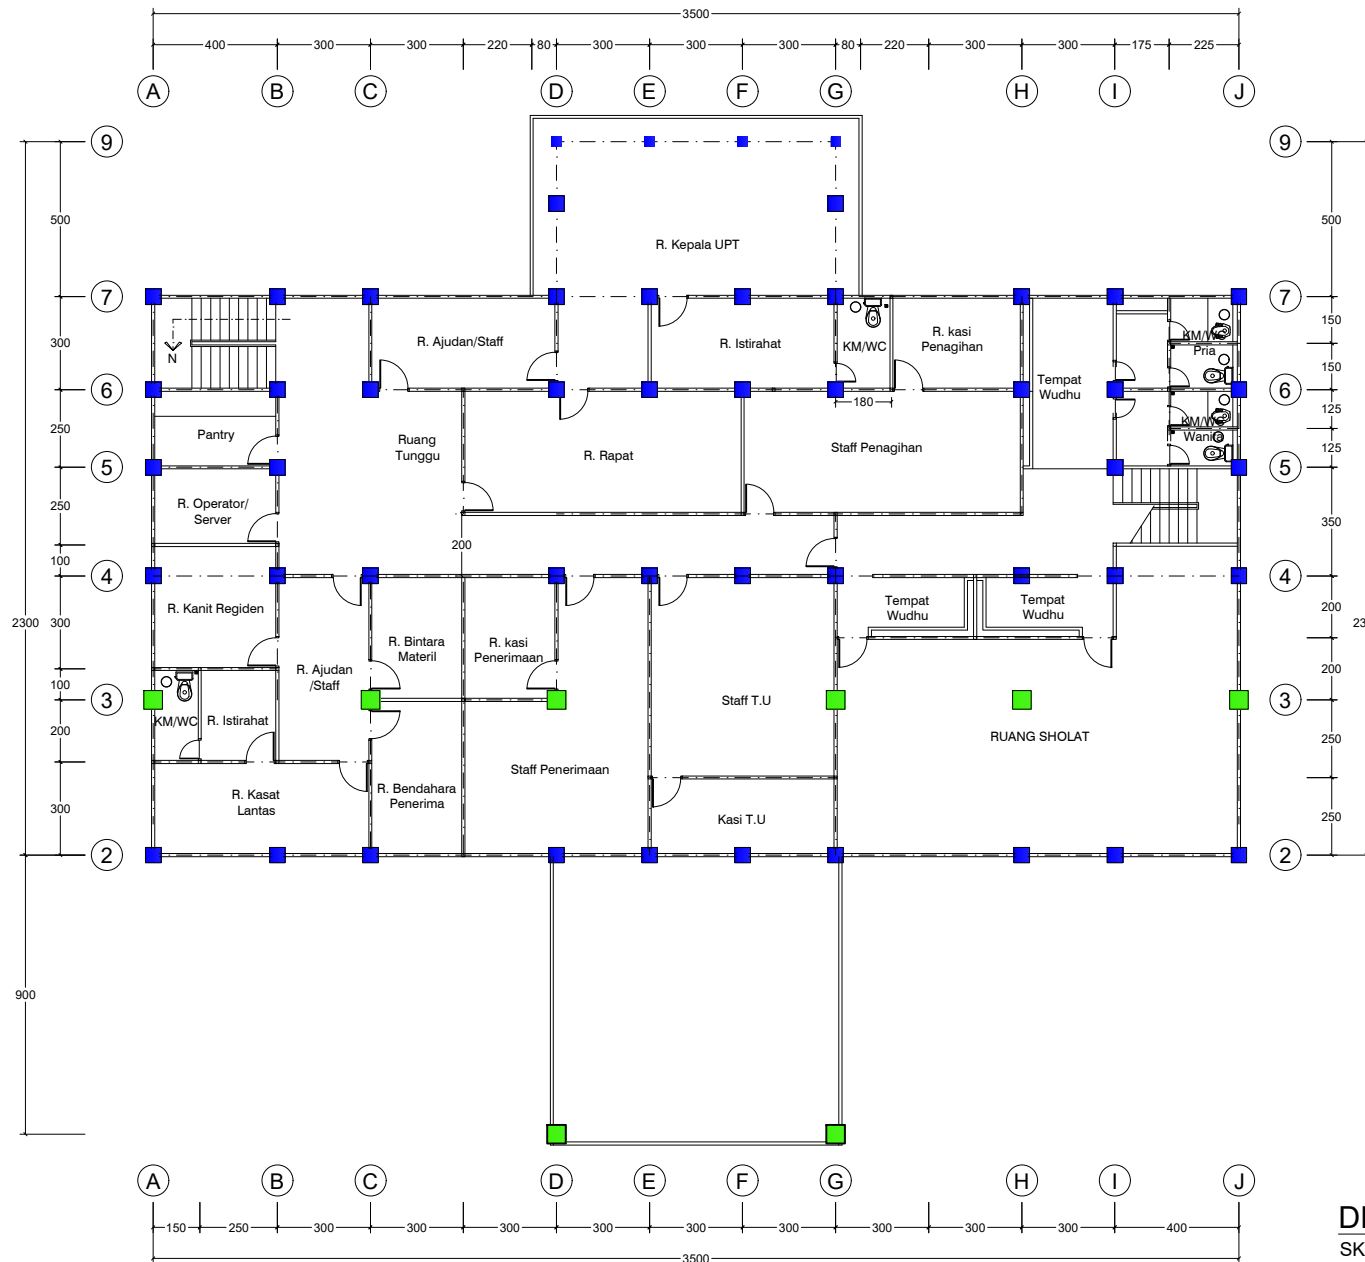 3500
400 300 300 220 80 300 300 300 80 220 300 300 175 225
A B C D E F G H I J
9 9
500 500
R. Kepala UPT
7 7
300
150
150
N
R. Ajudan/Staff
R. Istirahat
KM/WC
R. kasi
Penagihan
Tempat
Wudhu
KM/WC
Pria
6 6
180
250
125
125
Pantry
Ruang
Tunggu
R. Rapat
Staff Penagihan
KM/WC
Wanita
5 5
250
350
R. Operator/
Server
200
100
4 4
2300
300
200
23
R. Kanit Regiden
R. Ajudan
/Staff
R. Bintara
Materil
R. kasi
Penerimaan
Tempat
Wudhu
Tempat
Wudhu
100
200
3 3
KM/WC
R. Istirahat
Staff T.U
RUANG SHOLAT
200
250
Staff Penerimaan
R. Kasat
Lantas
R. Bendahara
Penerima
Kasi T.U
300
250
2 2
900
A B C D E F G H I J
150 250 300 300 300 300 300 300 300 300 300 400
3500
SK